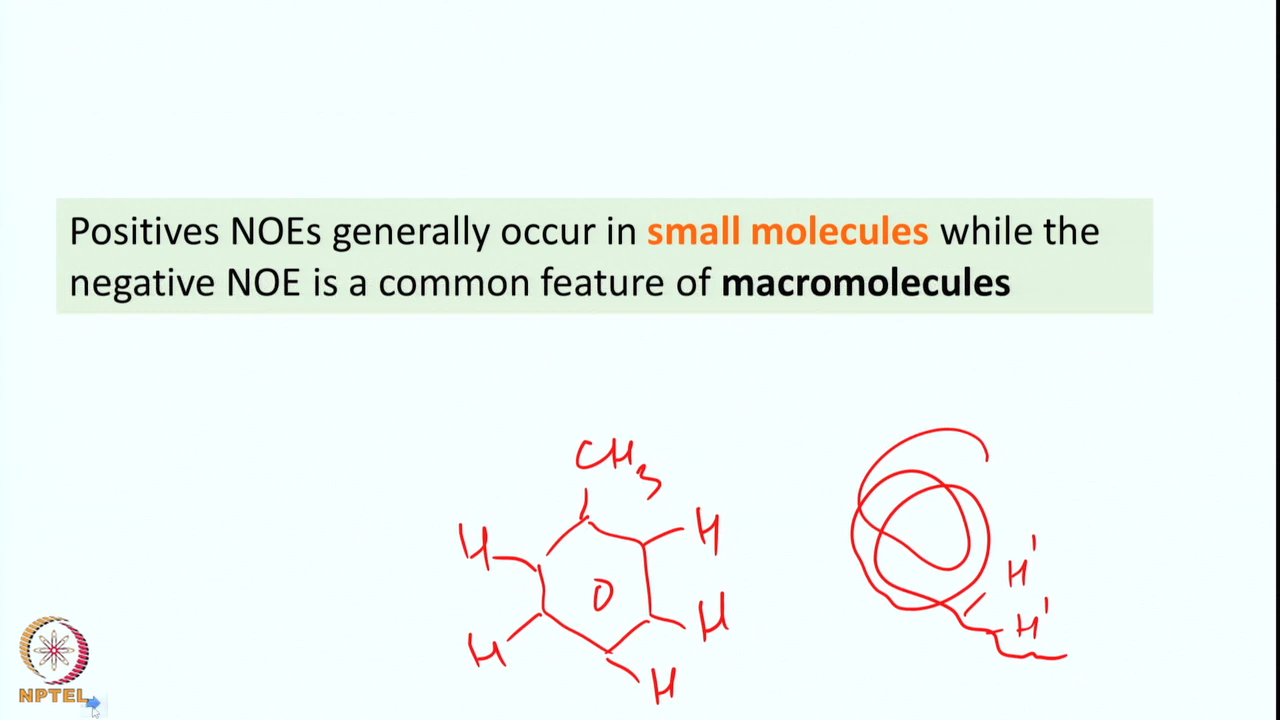 Positives NOEs generally occur in small molecules while the
negative NOE is a common feature of macromolecules
CH3
H
H
H
H
H
H'
H'
NPTEL